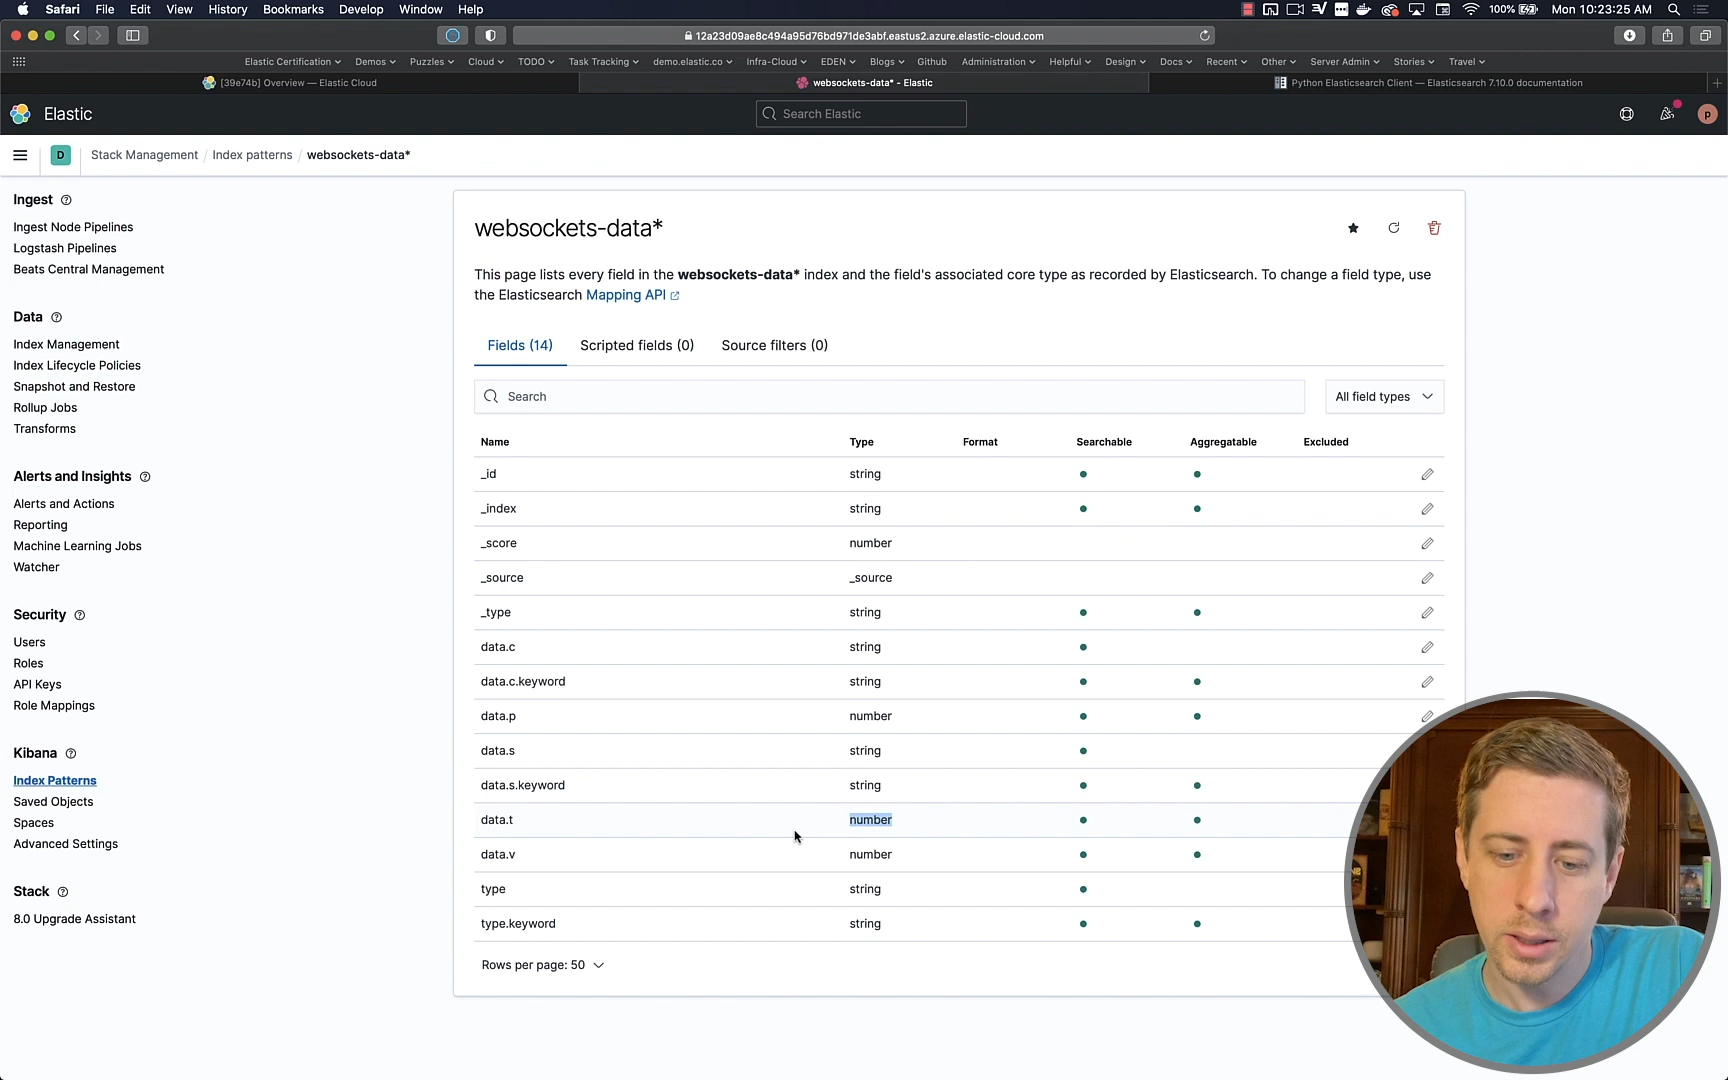 Safari File Edit View History Bookmarks Develop Window Help 100% Mon 10:23:25 AM
12a23d09ae8c494a95d76bd971de3abf.eastus2.azure.elastic-cloud.com
Elastic Certification Demos Puzzles Cloud TODO Task Tracking demo.elastic.co Infra-Cloud EDEN Blogs Github Administration Helpful Design Docs Recent Other Server Admin Stories Travel
[39e74b] Overview — Elastic Cloud websockets-data* - Elastic Python Elasticsearch Client — Elasticsearch 7.10.0 documentation
Elastic Search Elastic p
D Stack Management / Index patterns / websockets-data*
Ingest
Ingest Node Pipelines
Logstash Pipelines
Beats Central Management
Data
Index Management
Index Lifecycle Policies
Snapshot and Restore
Rollup Jobs
Transforms
Alerts and Insights
Alerts and Actions
Reporting
Machine Learning Jobs
Watcher
Security
Users
Roles
API Keys
Role Mappings
Kibana
Index Patterns
Saved Objects
Spaces
Advanced Settings
Stack
8.0 Upgrade Assistant
websockets-data*
This page lists every field in the websockets-data* index and the field's associated core type as recorded by Elasticsearch. To change a field type, use
the Elasticsearch Mapping API
Fields (14) Scripted fields (0) Source filters (0)
Search All field types
Name Type Format Searchable Aggregatable Excluded
_id string
_index string
_score number
_source _source
_type string
data.c string
data.c.keyword string
data.p number
data.s string
data.s.keyword string
data.t number
data.v number
type string
type.keyword string
Rows per page: 50